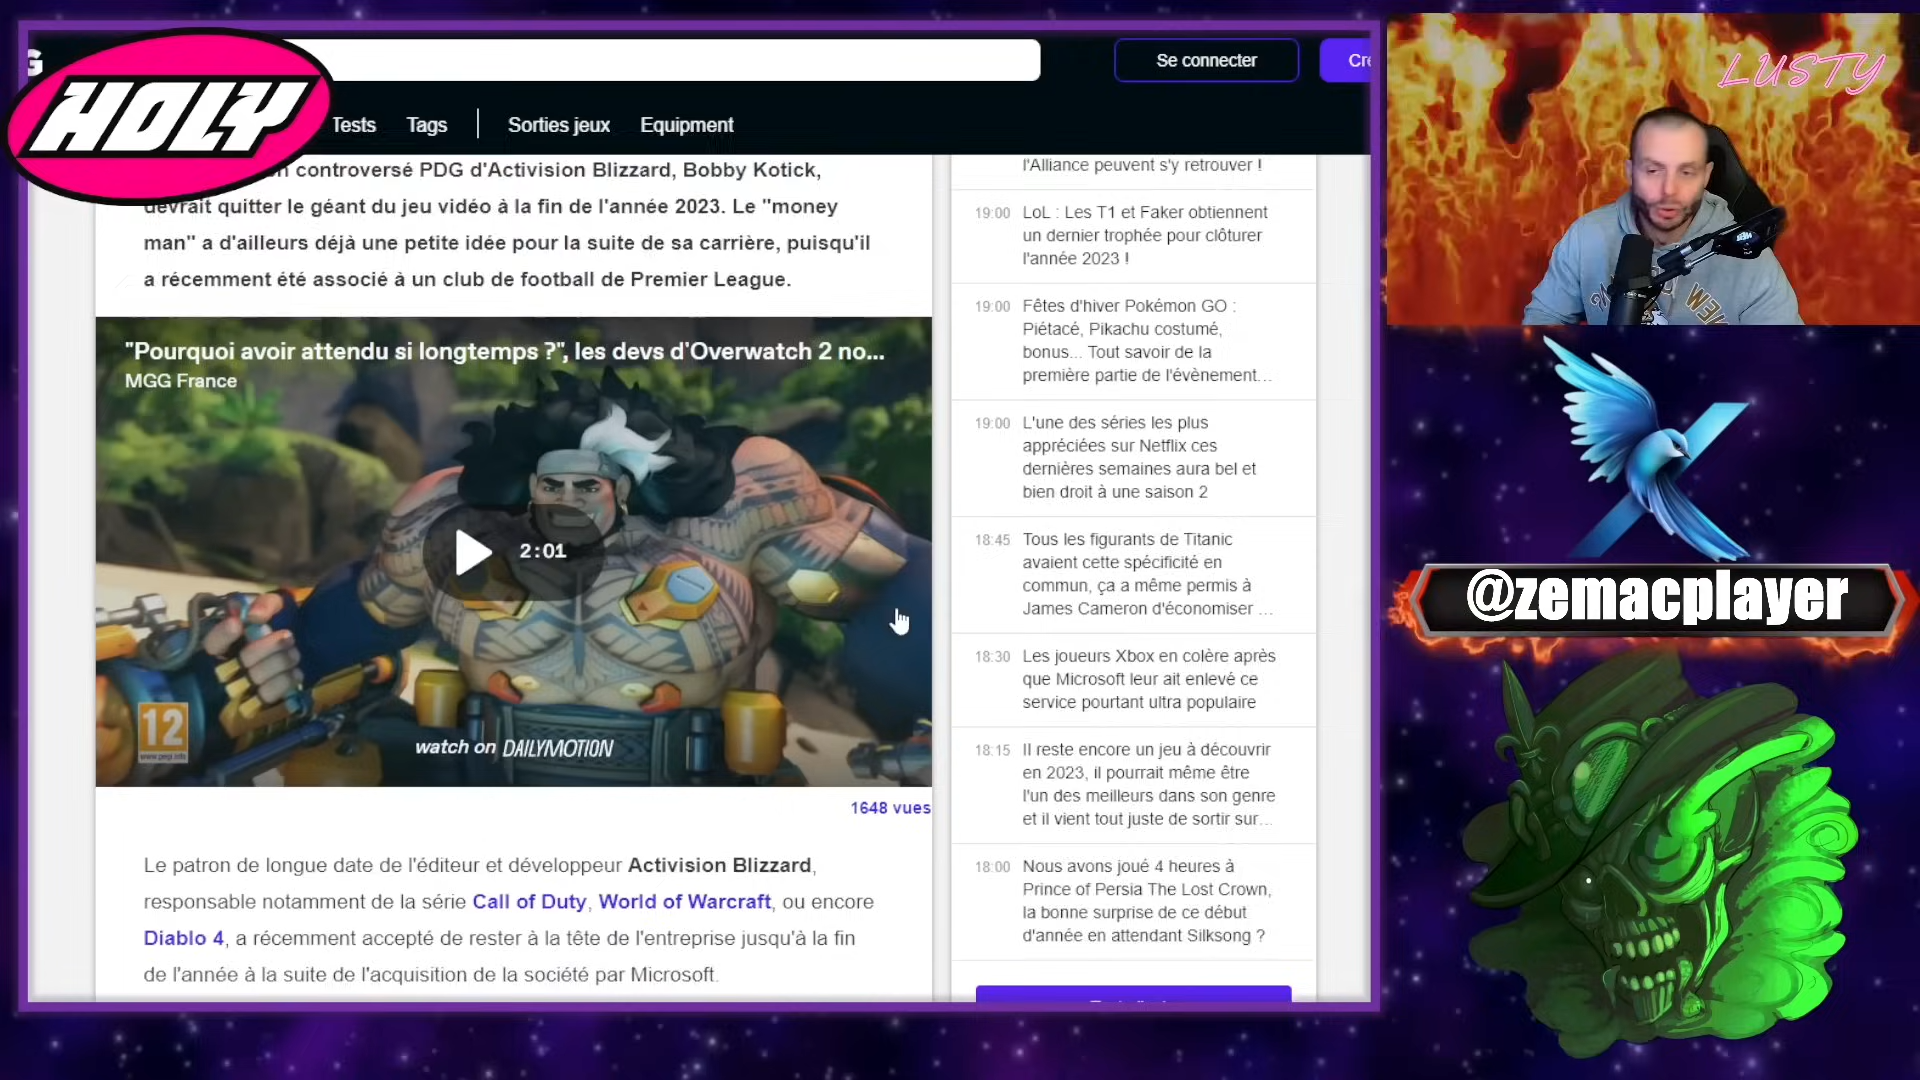 G
HOLY
Se connecter
Cré
Tests
Tags
Sorties jeux
Equipment
n controversé PDG d'Activision Blizzard, Bobby Kotick,
devrait quitter le géant du jeu vidéo à la fin de l'année 2023. Le "money
man" a d'ailleurs déjà une petite idée pour la suite de sa carrière, puisqu'il
a récemment été associé à un club de football de Premier League.
"Pourquoi avoir attendu si longtemps ?", les devs d'Overwatch 2 no...
MGG France
2:01
12
www.pegi.info
watch on DAILYMOTION
1648 vues
Le patron de longue date de l'éditeur et développeur Activision Blizzard,
responsable notamment de la série Call of Duty, World of Warcraft, ou encore
Diablo 4, a récemment accepté de rester à la tête de l'entreprise jusqu'à la fin
de l'année à la suite de l'acquisition de la société par Microsoft.
l'Alliance peuvent s'y retrouver !
19:00 LoL : Les T1 et Faker obtiennent
un dernier trophée pour clôturer
l'année 2023 !
19:00 Fêtes d'hiver Pokémon GO :
Piétacé, Pikachu costumé,
bonus... Tout savoir de la
première partie de l'évènement...
19:00 L'une des séries les plus
appréciées sur Netflix ces
dernières semaines aura bel et
bien droit à une saison 2
18:45 Tous les figurants de Titanic
avaient cette spécificité en
commun, ça a même permis à
James Cameron d'économiser ...
18:30 Les joueurs Xbox en colère après
que Microsoft leur ait enlevé ce
service pourtant ultra populaire
18:15 Il reste encore un jeu à découvrir
en 2023, il pourrait même être
l'un des meilleurs dans son genre
et il vient tout juste de sortir sur...
18:00 Nous avons joué 4 heures à
Prince of Persia The Lost Crown,
la bonne surprise de ce début
d'année en attendant Silksong ?
LUSTY
@zemacplayer